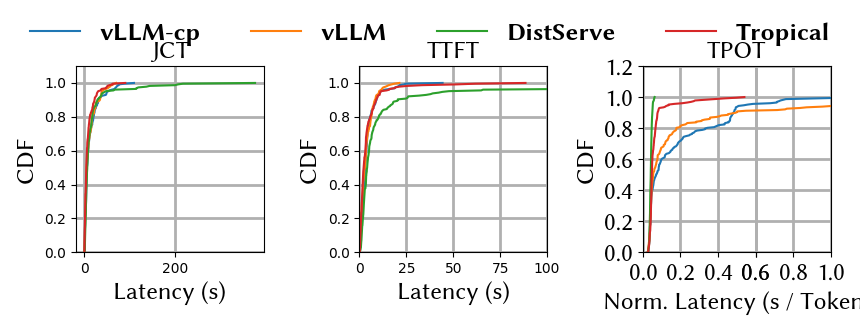 vLLM-cp vLLM DistServe Tropical
JCT TTFT TPOT
CDF
1.0
0.8
0.6
0.4
0.2
0.0
0 200
Latency (s)
CDF
1.0
0.8
0.6
0.4
0.2
0.0
0 25 50 75 100
Latency (s)
CDF
1.2
1.0
0.8
0.6
0.4
0.2
0.0
0.0 0.2 0.4 0.6 0.8 1.0
Norm. Latency (s / Token